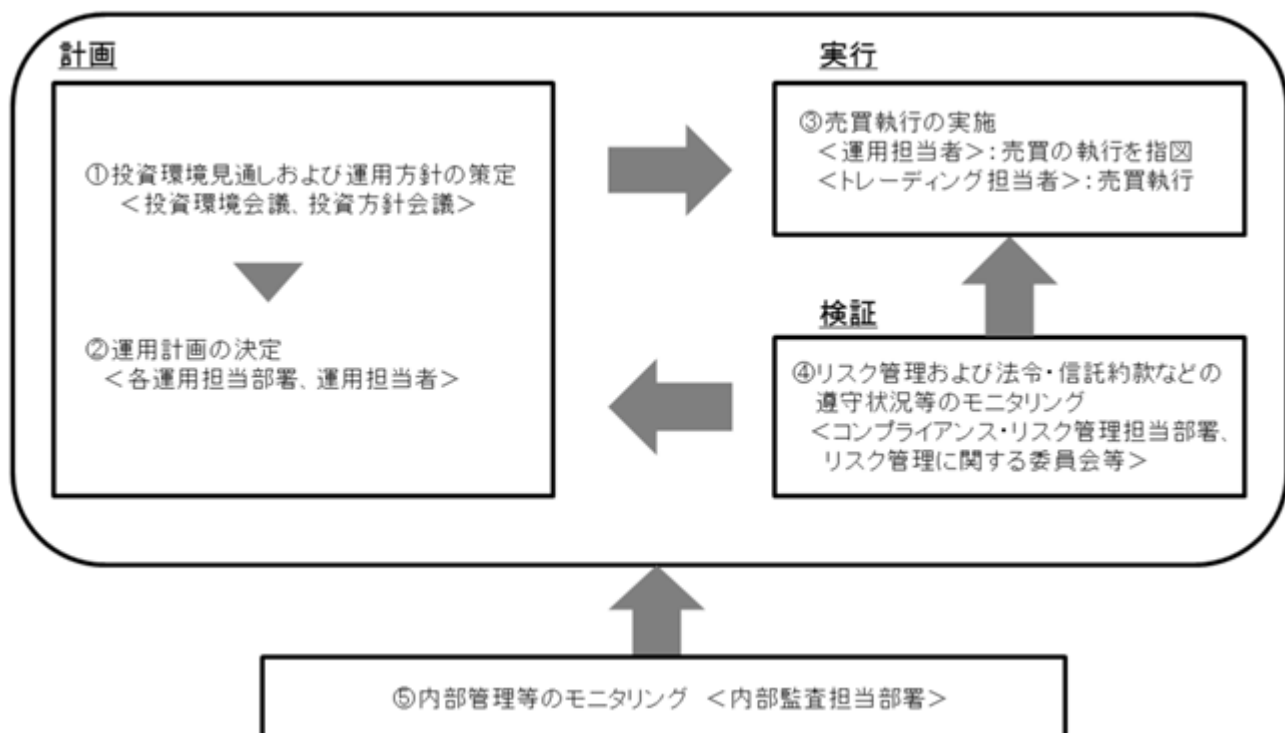 計画
①投資環境見通しおよび運用方針の策定
<投資環境会議、投資方針会議>
②運用計画の決定
<各運用担当部署、運用担当者>
実行
③売買執行の実施
<運用担当者>:売買の執行を指図
<トレーディング担当者>:売買執行
検証
④リスク管理および法令・信託約款などの
遵守状況等のモニタリング
<コンプライアンス・リスク管理担当部署、
リスク管理に関する委員会等>
⑤内部管理等のモニタリング <内部監査担当部署>